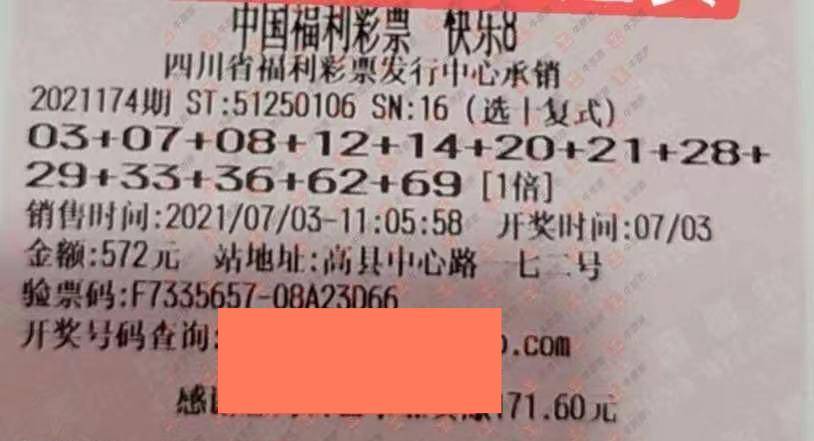 中国福利彩票 快乐8
四川省福利彩票发行中心承销
2021174期 ST:51250106 SN:16 (选十复式)
03+07+08+12+14+20+21+28+
29+33+36+62+69 [1倍]
销售时间:2021/07/03-11:05:58 开奖时间:07/03
金额:572元 站地址:高县中心路一七二号
验票码:F7335657-08A23D66
开奖号码查询: .com
感 171.60元